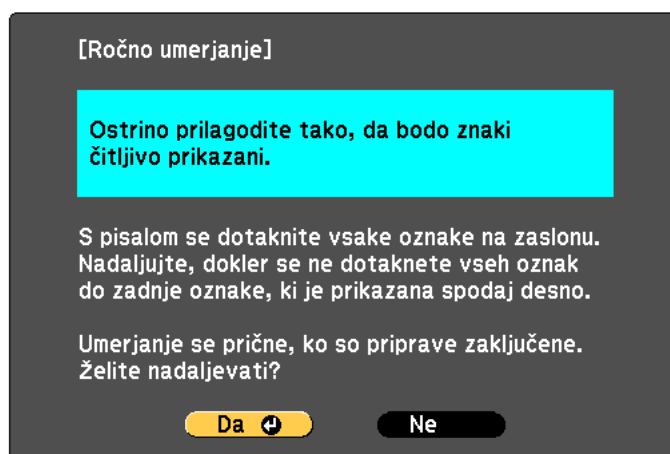 [Ročno umerjanje]
Ostrino prilagodite tako, da bodo znaki
čitljivo prikazani.
S pisalom se dotaknite vsake oznake na zaslonu.
Nadaljujte, dokler se ne dotaknete vseh oznak
do zadnje oznake, ki je prikazana spodaj desno.
Umerjanje se prične, ko so priprave zaključene.
Želite nadaljevati?
Da Ne